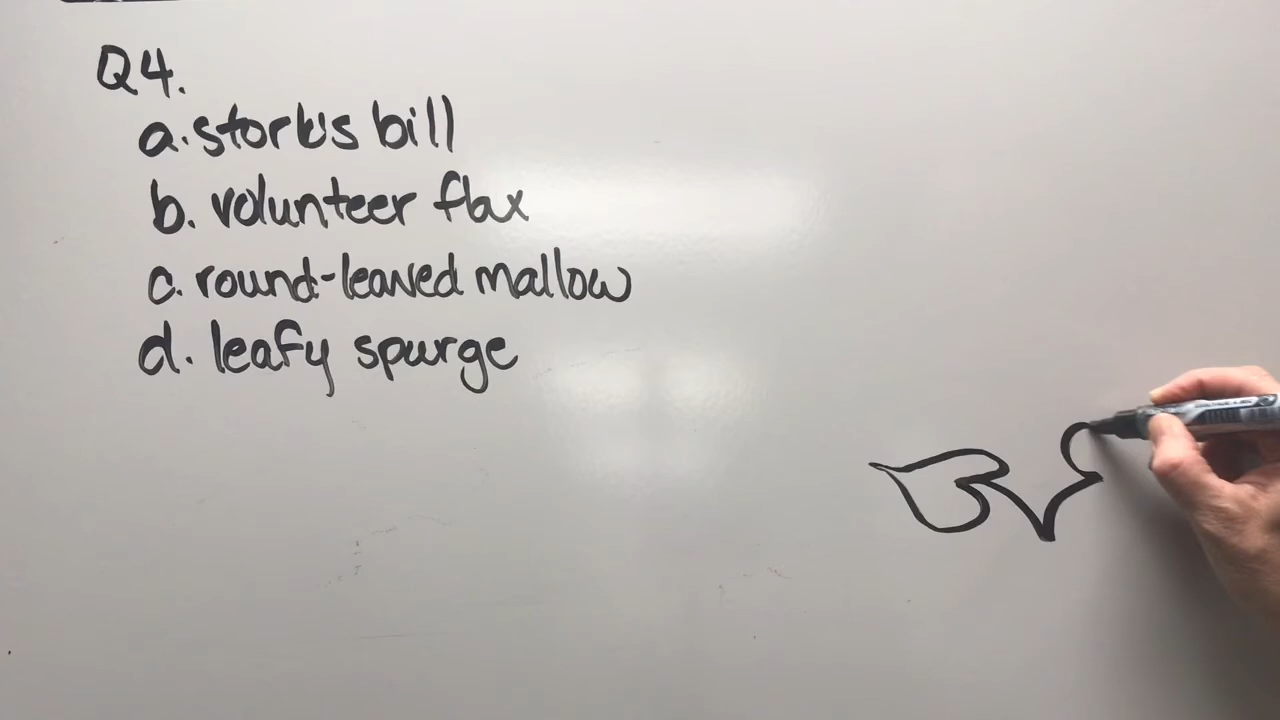 Q4.
a. stork's bill
b. volunteer flax
c. round-leaved mallow
d. leafy spurge